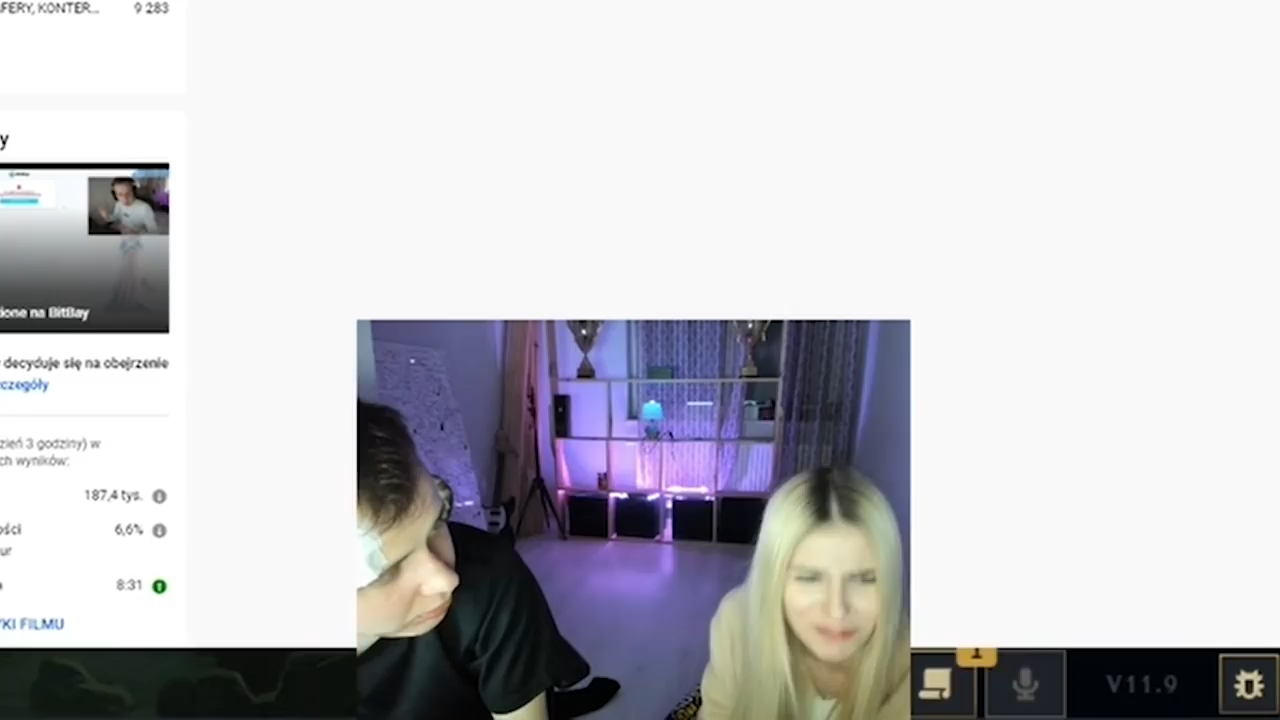 FERY, KONTER... 9 283
y
ione na BitBay
decyduje się na obejrzenie
czegóły
zień 3 godziny) w
ch wyników:
187,4 tys.
ości 6,6%
ur
8:31
KI FILMU
1
V11.9